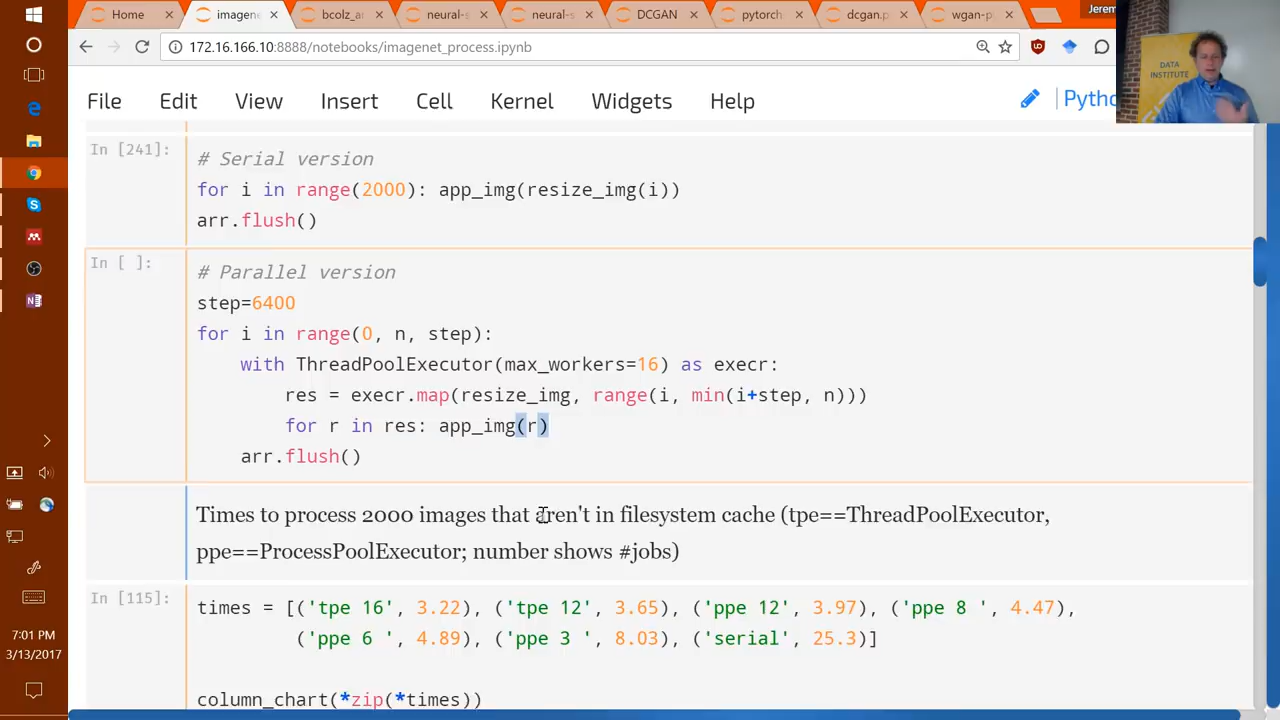 Home
imagene
bcolz_ar
neural-s
neural-s
DCGAN
pytorch
dcgan.p
wgan-p
Jerem
172.16.166.10:8888/notebooks/imagenet_process.ipynb
DATA
INSTITUTE
File Edit View Insert Cell Kernel Widgets Help
Pytho
In [241]:
# Serial version
for i in range(2000): app_img(resize_img(i))
arr.flush()
In [ ]:
# Parallel version
step=6400
for i in range(0, n, step):
with ThreadPoolExecutor(max_workers=16) as execr:
res = execr.map(resize_img, range(i, min(i+step, n)))
for r in res: app_img(r)
arr.flush()
Times to process 2000 images that aren't in filesystem cache (tpe==ThreadPoolExecutor,
ppe==ProcessPoolExecutor; number shows #jobs)
In [115]:
times = [('tpe 16', 3.22), ('tpe 12', 3.65), ('ppe 12', 3.97), ('ppe 8 ', 4.47),
('ppe 6 ', 4.89), ('ppe 3 ', 8.03), ('serial', 25.3)]
column_chart(*zip(*times))
7:01 PM
3/13/2017